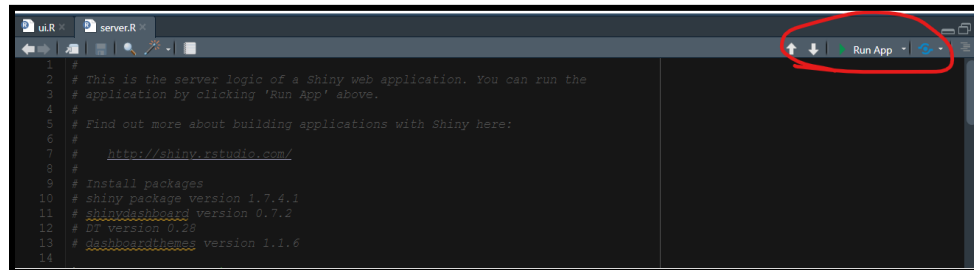 ui.R × server.R ×
Run App
1 #
2 # This is the server logic of a Shiny web application. You can run the
3 # application by clicking 'Run App' above.
4 #
5 # Find out more about building applications with Shiny here:
6 #
7 #    http://shiny.rstudio.com/
8 #
9 # Install packages
10 # shiny package version 1.7.4.1
11 # shinydashboard version 0.7.2
12 # DT version 0.28
13 # dashboardthemes version 1.1.6
14